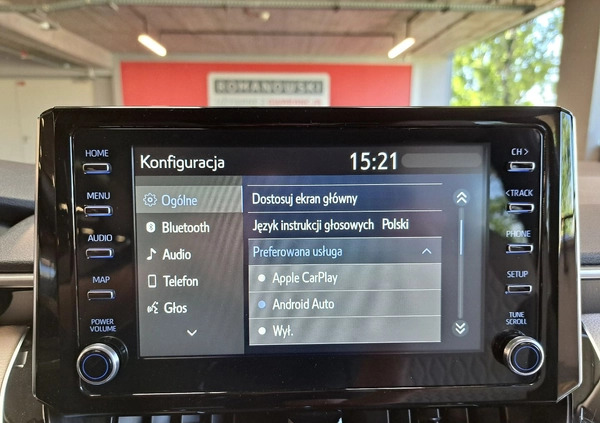 ROMANOWSKI
HOME
MENU
AUDIO
MAP
POWER
VOLUME
Konfiguracja
15:21
Ogólne
Bluetooth
Audio
Telefon
Głos
Dostosuj ekran główny
Język instrukcji głosowych Polski
Preferowana usługa
Apple CarPlay
Android Auto
Wył.
CH >
< TRACK
PHONE
SETUP
TUNE
SCROLL